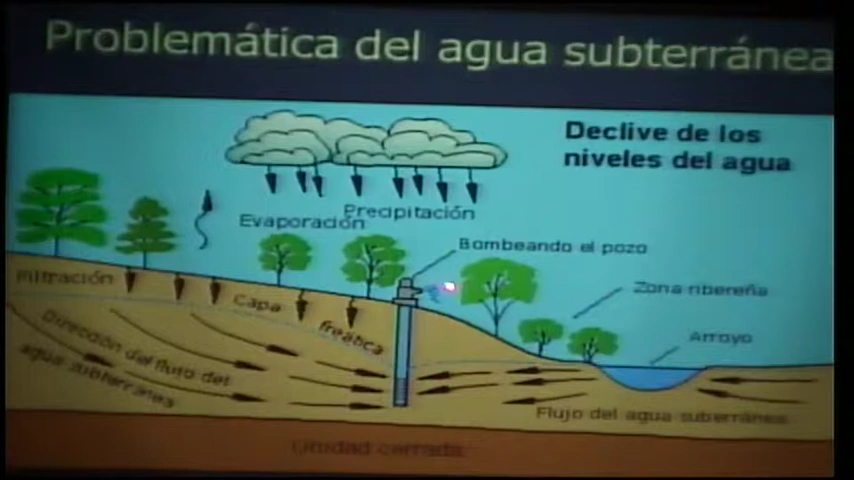 Problemática del agua subterránea
Declive de los
niveles del agua
Precipitación
Evaporación
Bombeando el pozo
Zona ribereña
Infiltración
Capa
freática
Arroyo
Dirección del flujo del
agua subterránea
Flujo del agua suberránea
Unidad cerrada